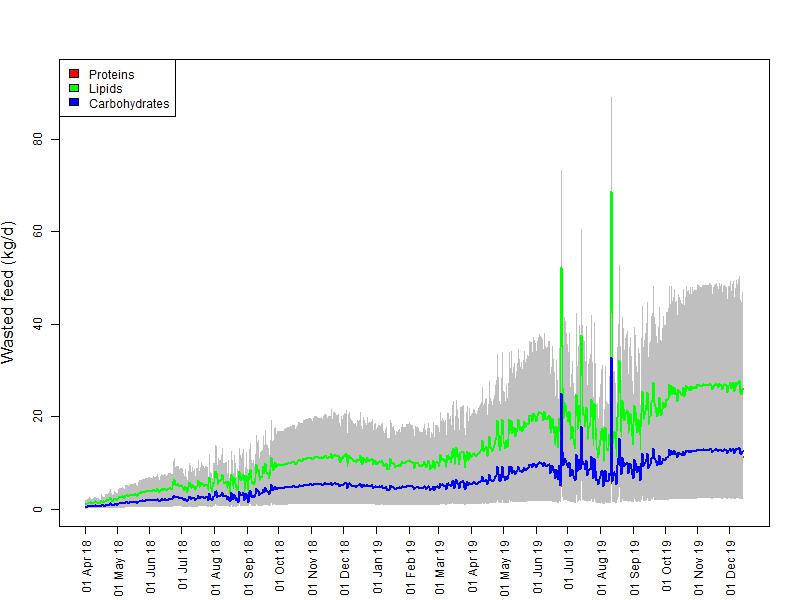 Proteins
Lipids
Carbohydrates
Wasted feed (kg/d)
80
60
40
20
0
01 Apr 18
01 May 18
01 Jun 18
01 Jul 18
01 Aug 18
01 Sep 18
01 Oct 18
01 Nov 18
01 Dec 18
01 Jan 19
01 Feb 19
01 Mar 19
01 Apr 19
01 May 19
01 Jun 19
01 Jul 19
01 Aug 19
01 Sep 19
01 Oct 19
01 Nov 19
01 Dec 19